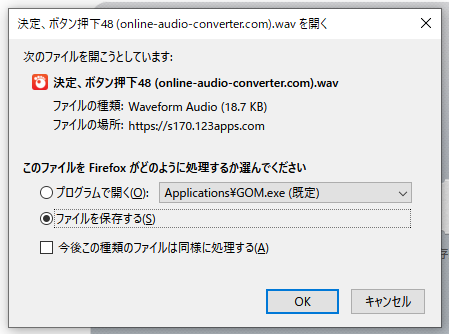 決定、ボタン押下48 (online-audio-converter.com).wav を開く
次のファイルを開こうとしています:
決定、ボタン押下48 (online-audio-converter.com).wav
ファイルの種類: Waveform Audio (18.7 KB)
ファイルの場所: https://s170.123apps.com
このファイルを Firefox がどのように処理するか選んでください
プログラムで開く(O): Applications¥GOM.exe (既定)
ファイルを保存する(S)
今後この種類のファイルは同様に処理する(A)
存
OK キャンセル